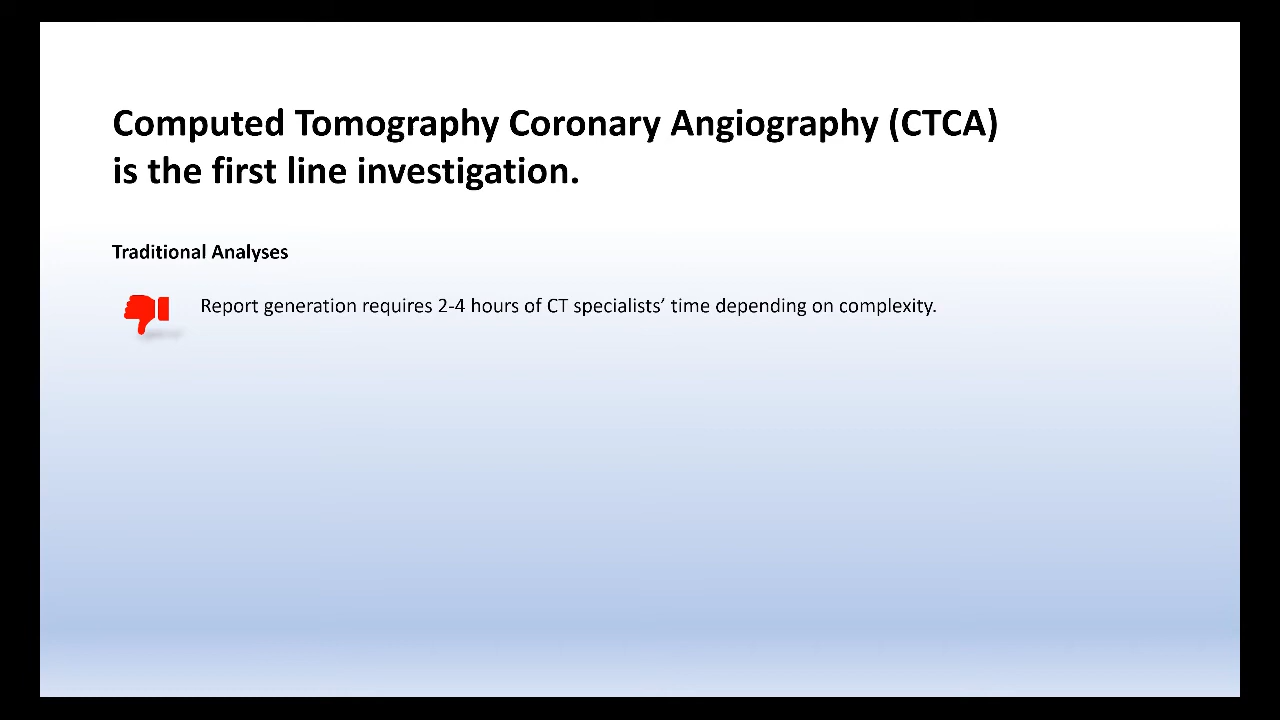 Computed Tomography Coronary Angiography (CTCA)
is the first line investigation.
Traditional Analyses
Report generation requires 2-4 hours of CT specialists’ time depending on complexity.